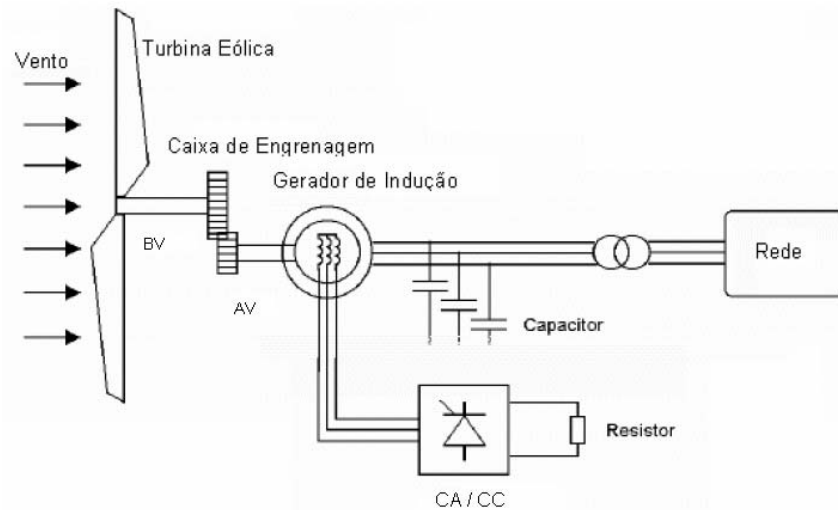 Turbina Eólica
Vento
Caixa de Engrenagem
Gerador de Indução
BV
AV
Rede
Capacitor
Resistor
CA / CC